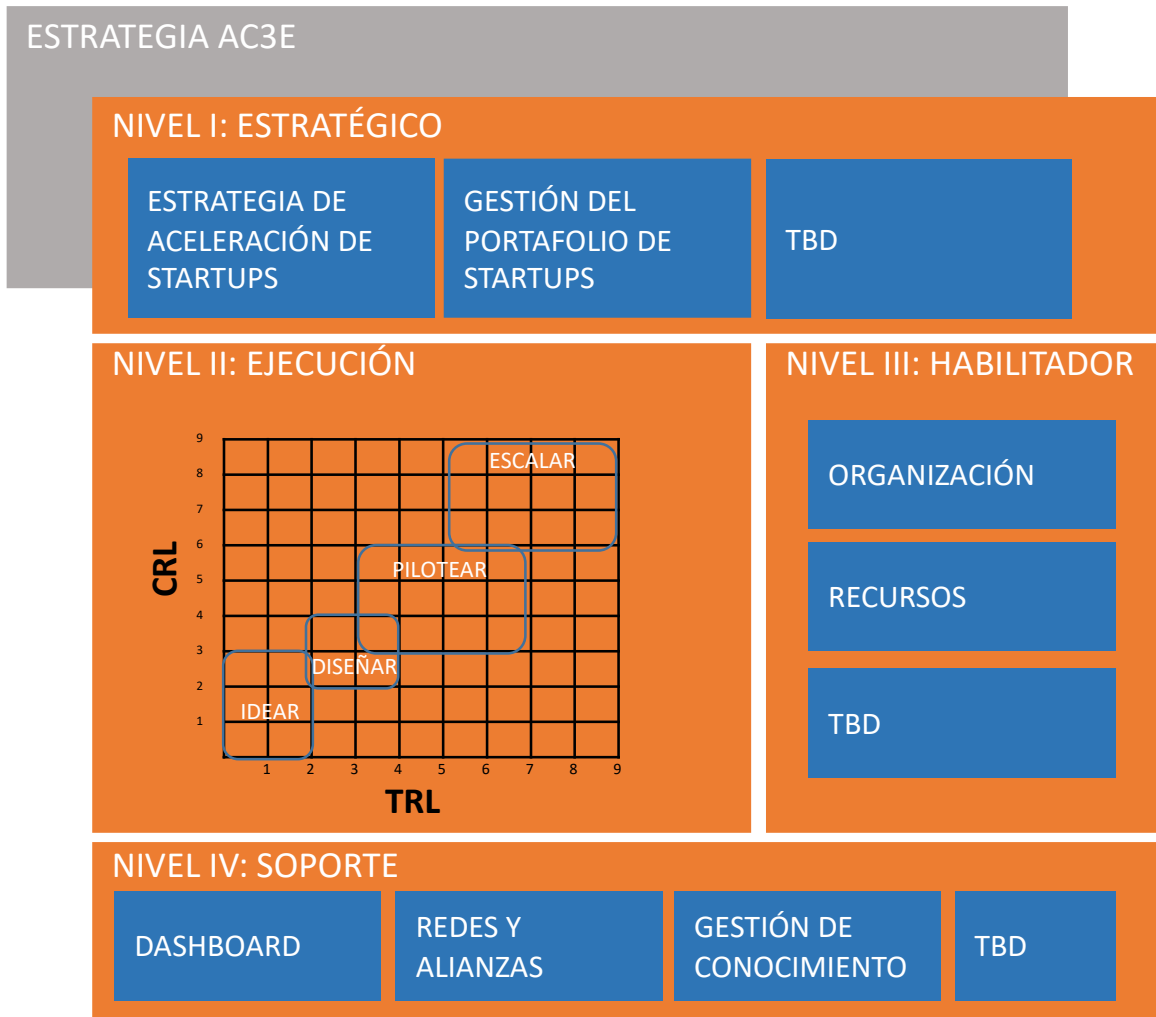 ESTRATEGIA AC3E
NIVEL I: ESTRATÉGICO
ESTRATEGIA DE
ACELERACIÓN DE
STARTUPS
GESTIÓN DEL
PORTAFOLIO DE
STARTUPS
TBD
NIVEL II: EJECUCIÓN
CRL
9
8
7
6
5
4
3
2
1
ESCALAR
PILOTEAR
DISEÑAR
IDEAR
1 2 3 4 5 6 7 8 9
TRL
NIVEL III: HABILITADOR
ORGANIZACIÓN
RECURSOS
TBD
NIVEL IV: SOPORTE
DASHBOARD
REDES Y
ALIANZAS
GESTIÓN DE
CONOCIMIENTO
TBD